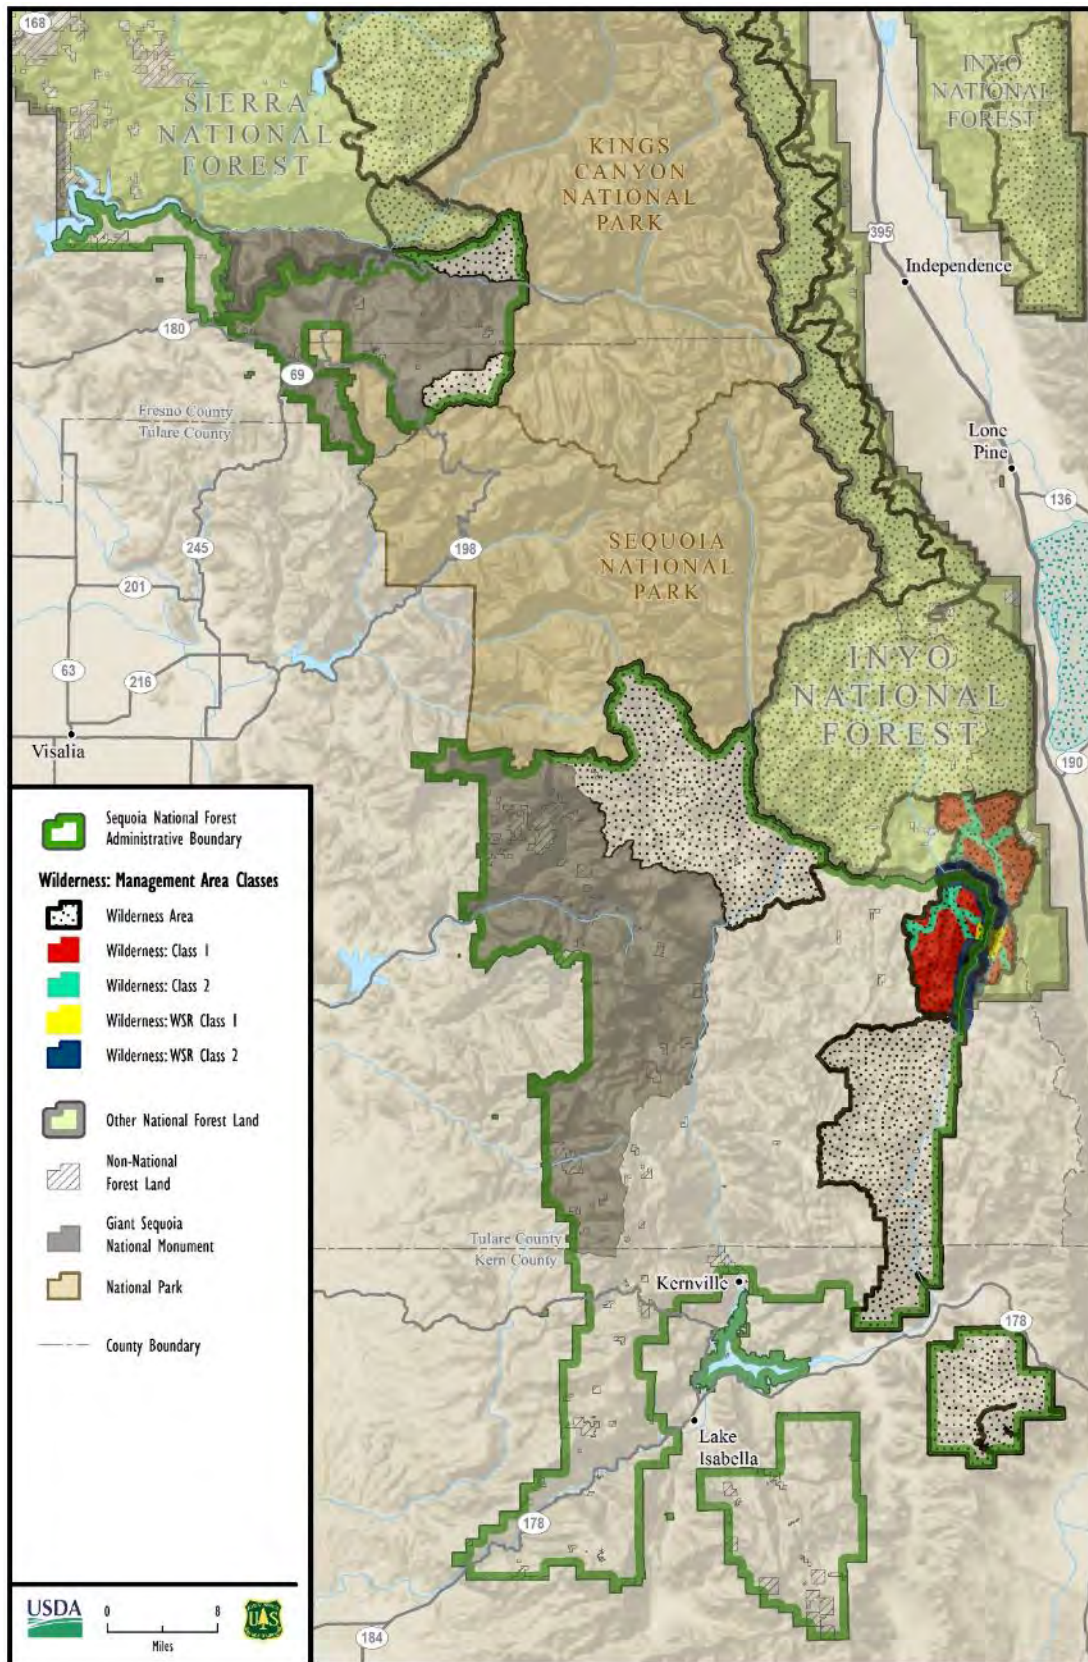 168
SIERRA
NATIONAL
FOREST
INYO
NATIONAL
FOREST
KINGS
CANYON
NATIONAL
PARK
395
Independence
180
69
Fresno County
Tulare County
Lone
Pine
136
245
198
SEQUOIA
NATIONAL
PARK
201
63
216
INYO
NATIONAL
FOREST
Visalia
190
Sequoia National Forest
Administrative Boundary
Wilderness: Management Area Classes
Wilderness Area
Wilderness: Class 1
Wilderness: Class 2
Wilderness: WSR Class 1
Wilderness: WSR Class 2
Other National Forest Land
Non-National
Forest Land
Giant Sequoia
National Monument
National Park
County Boundary
Tulare County
Kern County
Kernville
178
Lake
Isabella
178
184
USDA
0 8
Miles
U S